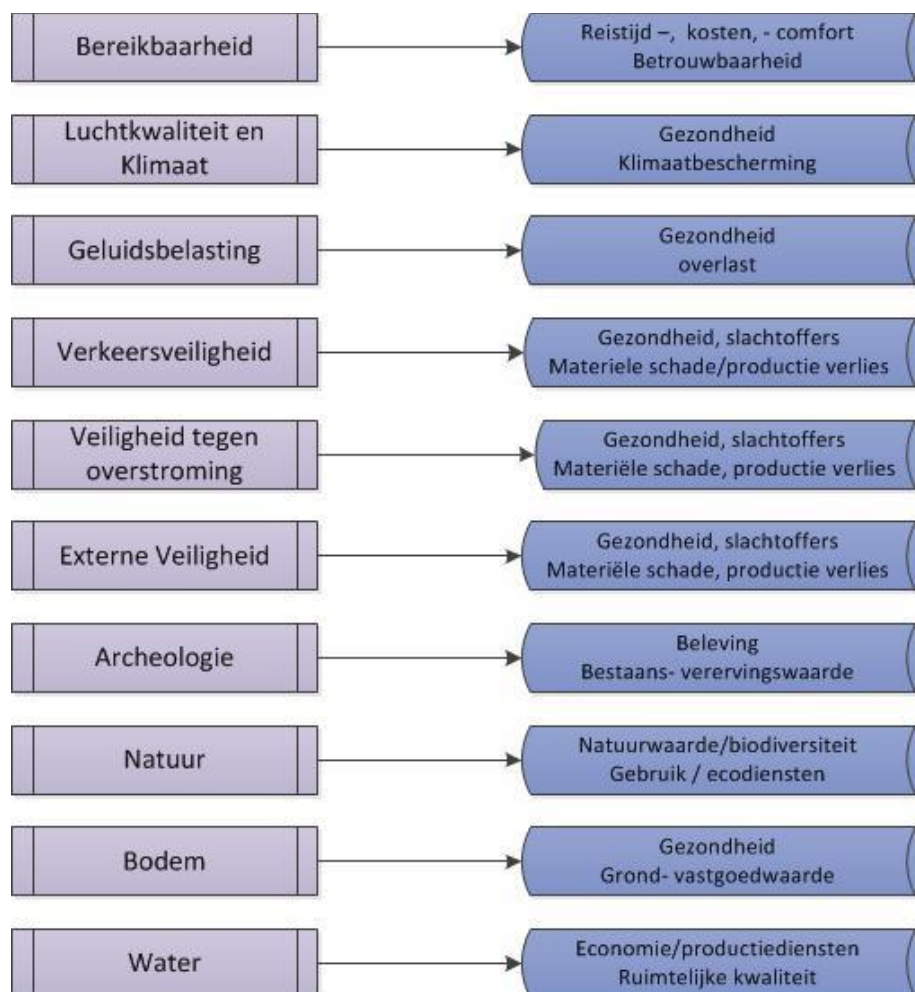 Bereikbaarheid
Reistijd –, kosten, - comfort
Betrouwbaarheid
Luchtkwaliteit en
Klimaat
Gezondheid
Klimaatbescherming
Geluidsbelasting
Gezondheid
overlast
Verkeersveiligheid
Gezondheid, slachtoffers
Materiele schade/productie verlies
Veiligheid tegen
overstroming
Gezondheid, slachtoffers
Materiële schade, productie verlies
Externe Veiligheid
Gezondheid, slachtoffers
Materiële schade, productie verlies
Archeologie
Beleving
Bestaans- verervingswaarde
Natuur
Natuurwaarde/biodiversiteit
Gebruik / ecodiensten
Bodem
Gezondheid
Grond- vastgoedwaarde
Water
Economie/productiediensten
Ruimtelijke kwaliteit